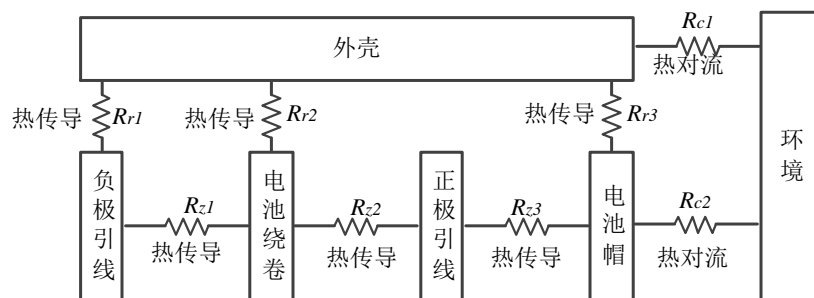 外壳
Rc1
热对流
热传导
Rr1
热传导
Rr2
热传导
Rr3
环境
负极引线
Rz1
热传导
电池绕卷
Rz2
热传导
正极引线
Rz3
热传导
电池帽
Rc2
热对流